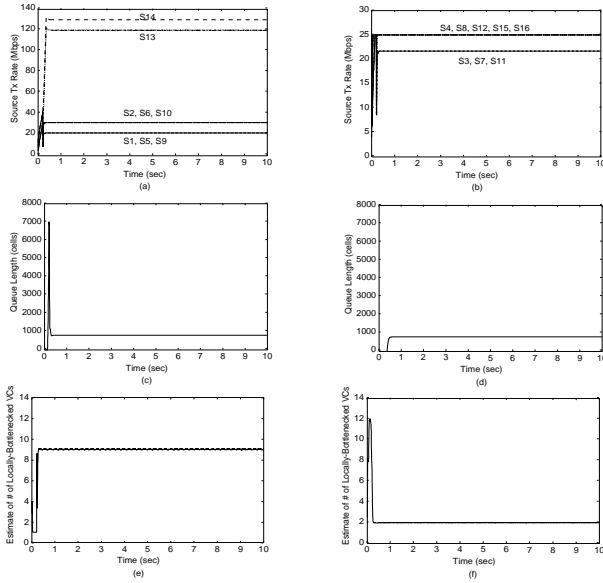 140
120
100
80
60
40
20
0
Source Tx Rate (Mbps)
S14
S13
S2, S6, S10
S1, S5, S9
0 1 2 3 4 5 6 7 8 9 10
Time (sec)
(a)
30
25
20
15
10
5
0
Source Tx Rate (Mbps)
S4, S8, S12, S15, S16
S3, S7, S11
0 1 2 3 4 5 6 7 8 9 10
Time (sec)
(b)
8000
7000
6000
5000
4000
3000
2000
1000
0
Queue Length (cells)
0 1 2 3 4 5 6 7 8 9 10
Time (sec)
(c)
8000
7000
6000
5000
4000
3000
2000
1000
0
Queue Length (cells)
0 1 2 3 4 5 6 7 8 9 10
Time (sec)
(d)
14
12
10
8
6
4
2
0
Estimate of # of Locally-Bottlenecked VCs
0 1 2 3 4 5 6 7 8 9 10
Time (sec)
(e)
14
12
10
8
6
4
2
0
Estimate of # of Locally-Bottlenecked VCs
0 1 2 3 4 5 6 7 8 9 10
Time (sec)
(f)